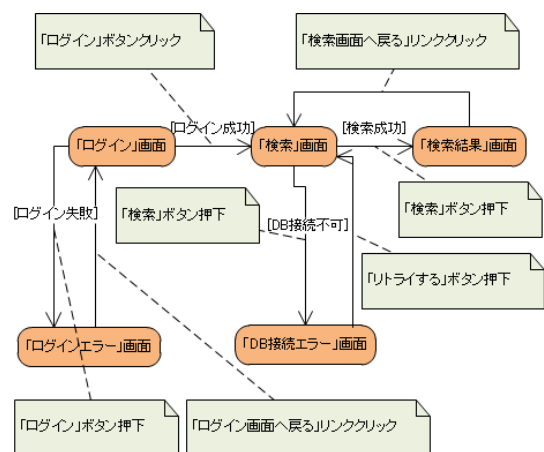 「ログイン」ボタンクリック
「検索画面へ戻る」リンククリック
[ログイン成功]
[検索成功]
「ログイン」画面
「検索」画面
「検索結果」画面
[ログイン失敗]
「検索」ボタン押下
[DB接続不可]
「検索」ボタン押下
「リトライする」ボタン押下
「ログインエラー」画面
「DB接続エラー」画面
「ログイン」ボタン押下
「ログイン画面へ戻る」リンククリック